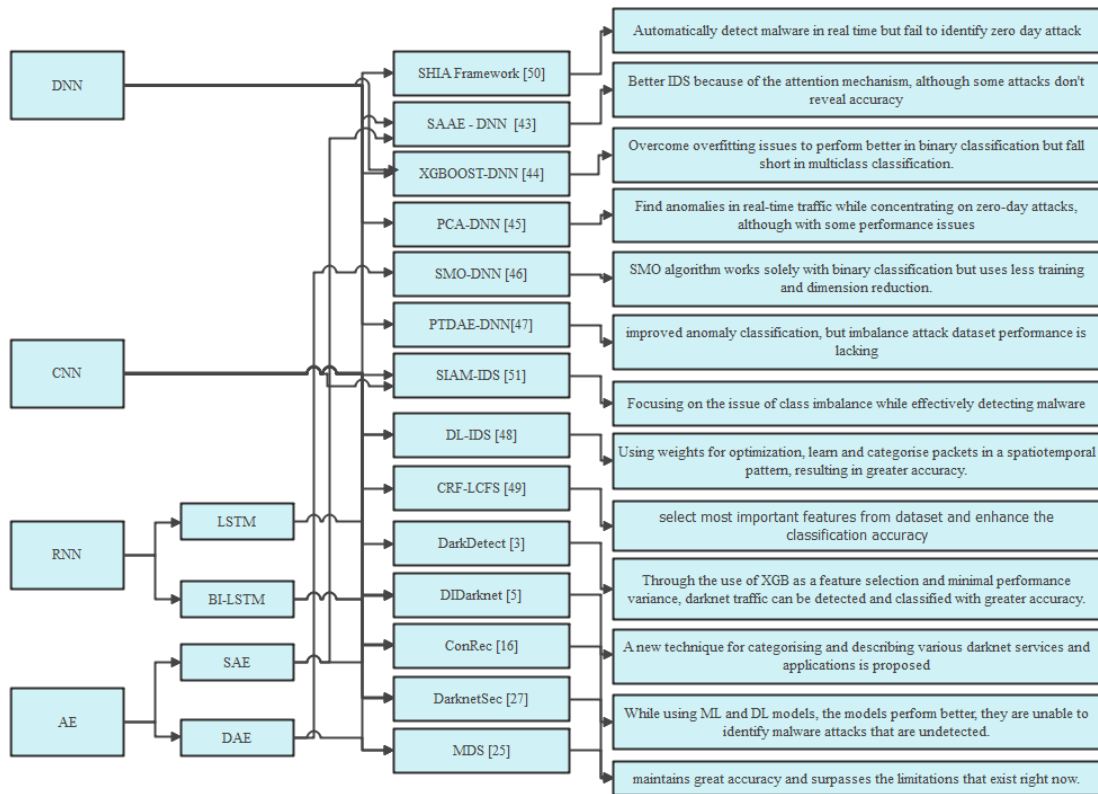 DNN
CNN
RNN
AE
LSTM
BI-LSTM
SAE
DAE
SHIA Framework [50]
SAAE - DNN [43]
XGBOOST-DNN [44]
PCA-DNN [45]
SMO-DNN [46]
PTDAE-DNN[47]
SIAM-IDS [51]
DL-IDS [48]
CRF-LCFS [49]
DarkDetect [3]
DIDarknet [5]
ConRec [16]
DarknetSec [27]
MDS [25]
Automatically detect malware in real time but fail to identify zero day attack
Better IDS because of the attention mechanism, although some attacks don't
reveal accuracy
Overcome overfitting issues to perform better in binary classification but fall
short in multiclass classification.
Find anomalies in real-time traffic while concentrating on zero-day attacks,
although with some performance issues
SMO algorithm works solely with binary classification but uses less training
and dimension reduction.
improved anomaly classification, but imbalance attack dataset performance is
lacking
Focusing on the issue of class imbalance while effectively detecting malware
Using weights for optimization, learn and categorise packets in a spatiotemporal
pattern, resulting in greater accuracy.
select most important features from dataset and enhance the
classification accuracy
Through the use of XGB as a feature selection and minimal performance
variance, darknet traffic can be detected and classified with greater accuracy.
A new technique for categorising and describing various darknet services and
applications is proposed
While using ML and DL models, the models perform better, they are unable to
identify malware attacks that are undetected.
maintains great accuracy and surpasses the limitations that exist right now.